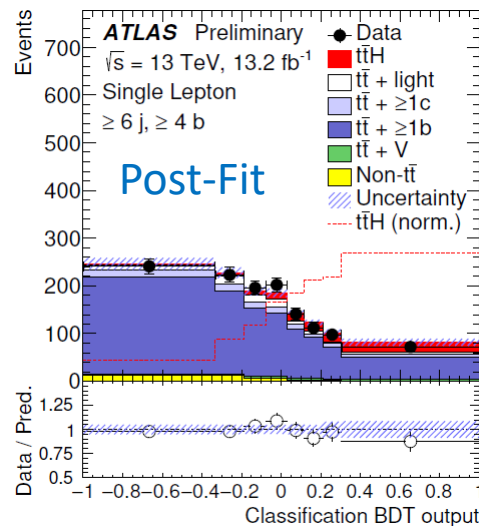 ATLAS Preliminary
√s = 13 TeV, 13.2 fb⁻¹
Single Lepton
≥ 6 j, ≥ 4 b
Post-Fit
Data
tt̄H
tt̄ + light
tt̄ + ≥1c
tt̄ + ≥1b
tt̄ + V
Non-tt̄
Uncertainty
tt̄H (norm.)
Events
700
600
500
400
300
200
100
0
Data / Pred.
1.25
1
0.75
0.5
−1 −0.8 −0.6 −0.4 −0.2 0 0.2 0.4 0.6 0.8 1
Classification BDT output